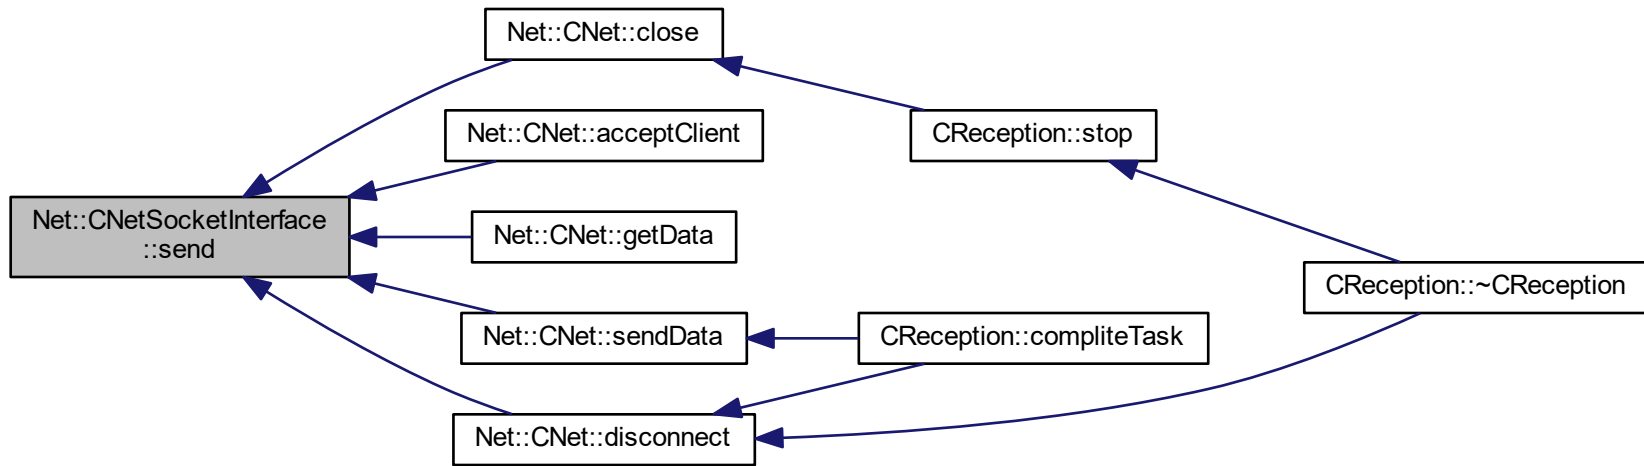 Net::CNet::close
Net::CNet::acceptClient
CReception::stop
Net::CNetSocketInterface
::send
Net::CNet::getData
CReception::~CReception
Net::CNet::sendData
CReception::compliteTask
Net::CNet::disconnect